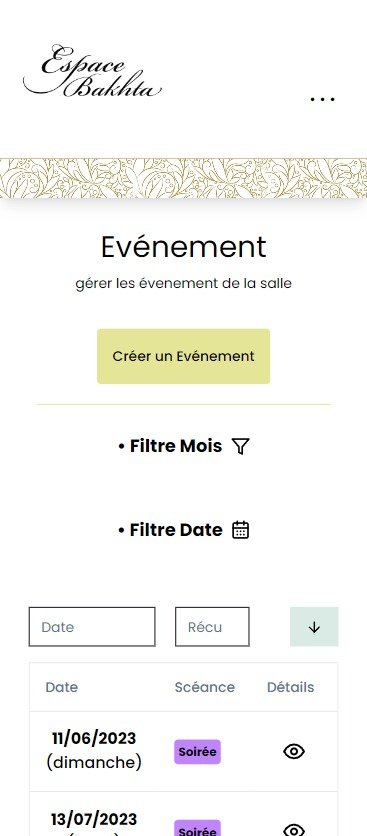 Espace
Bakhta
...
Evénement
gérer les évenement de la salle
Créer un Evénement
• Filtre Mois
• Filtre Date
Date Récu
Date Scéance Détails
11/06/2023
(dimanche)
Soirée
13/07/2023
Soirée